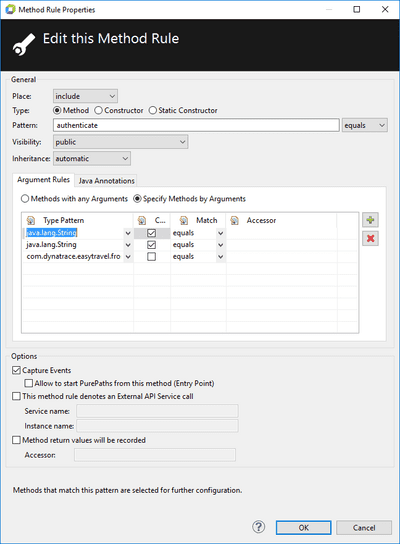 Method Rule Properties
Edit this Method Rule
General
Place: include
Type: Method Constructor Static Constructor
Pattern: authenticate equals
Visibility: public
Inheritance: automatic
Argument Rules Java Annotations
Methods with any Arguments Specify Methods by Arguments
Type Pattern C... Match Accessor
java.lang.String equals
java.lang.String equals
com.dynatrace.easytravel.fro equals
Options
Capture Events
Allow to start PurePaths from this method (Entry Point)
This method rule denotes an External API Service call
Service name:
Instance name:
Method return values will be recorded
Accessor:
Methods that match this pattern are selected for further configuration.
? OK Cancel